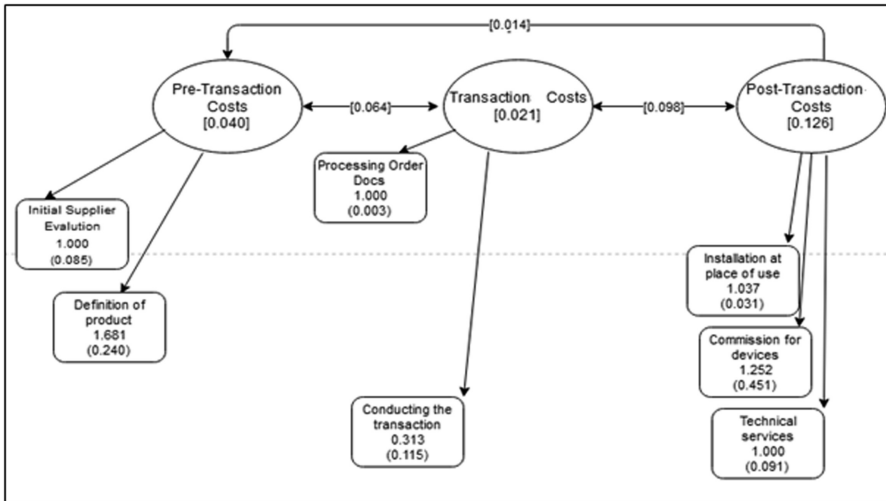 [0.014]
Pre-Transaction
Costs
[0.040]
[0.064]
Transaction Costs
[0.021]
[0.098]
Post-Transaction
Costs
[0.126]
Processing Order
Docs
1.000
(0.003)
Initial Supplier
Evalution
1.000
(0.085)
Installation at
place of use
1.037
(0.031)
Definition of
product
1.681
(0.240)
Commission for
devices
1.252
(0.451)
Conducting the
transaction
0.313
(0.115)
Technical
services
1.000
(0.091)